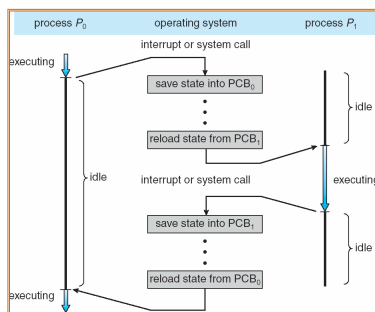 process P0 operating system process P1
interrupt or system call
executing
save state into PCB0
idle
reload state from PCB1
idle
interrupt or system call
executing
save state into PCB1
idle
reload state from PCB0
executing